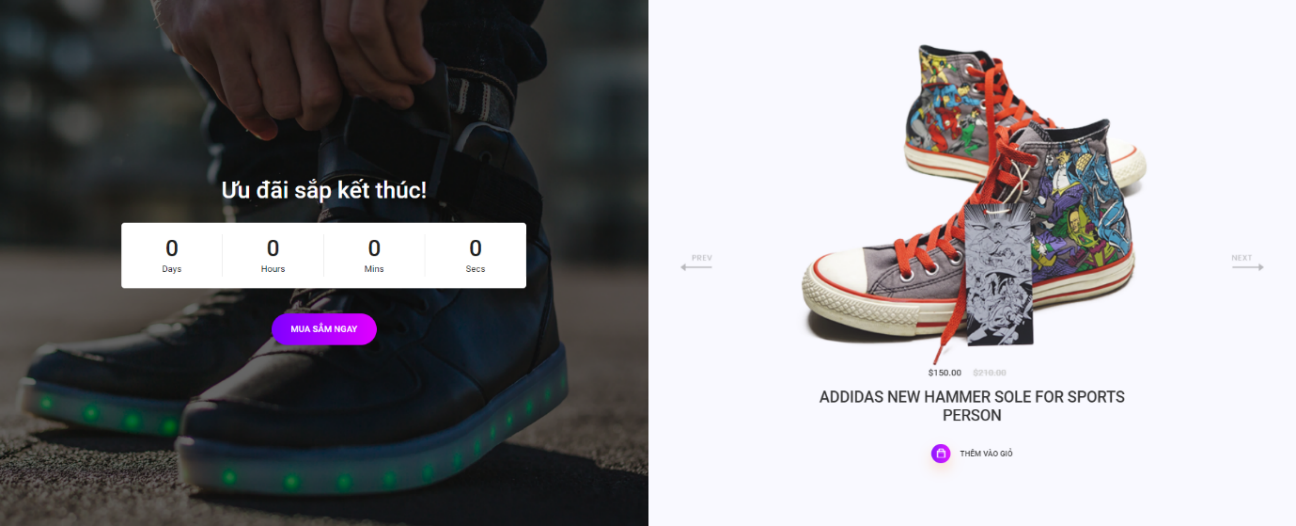 Ưu đãi sắp kết thúc!
0 0 0 0
Days Hours Mins Secs
MUA SẮM NGAY
PREV
NEXT
$150.00 $210.00
ADDIDAS NEW HAMMER SOLE FOR SPORTS
PERSON
THÊM VÀO GIỎ